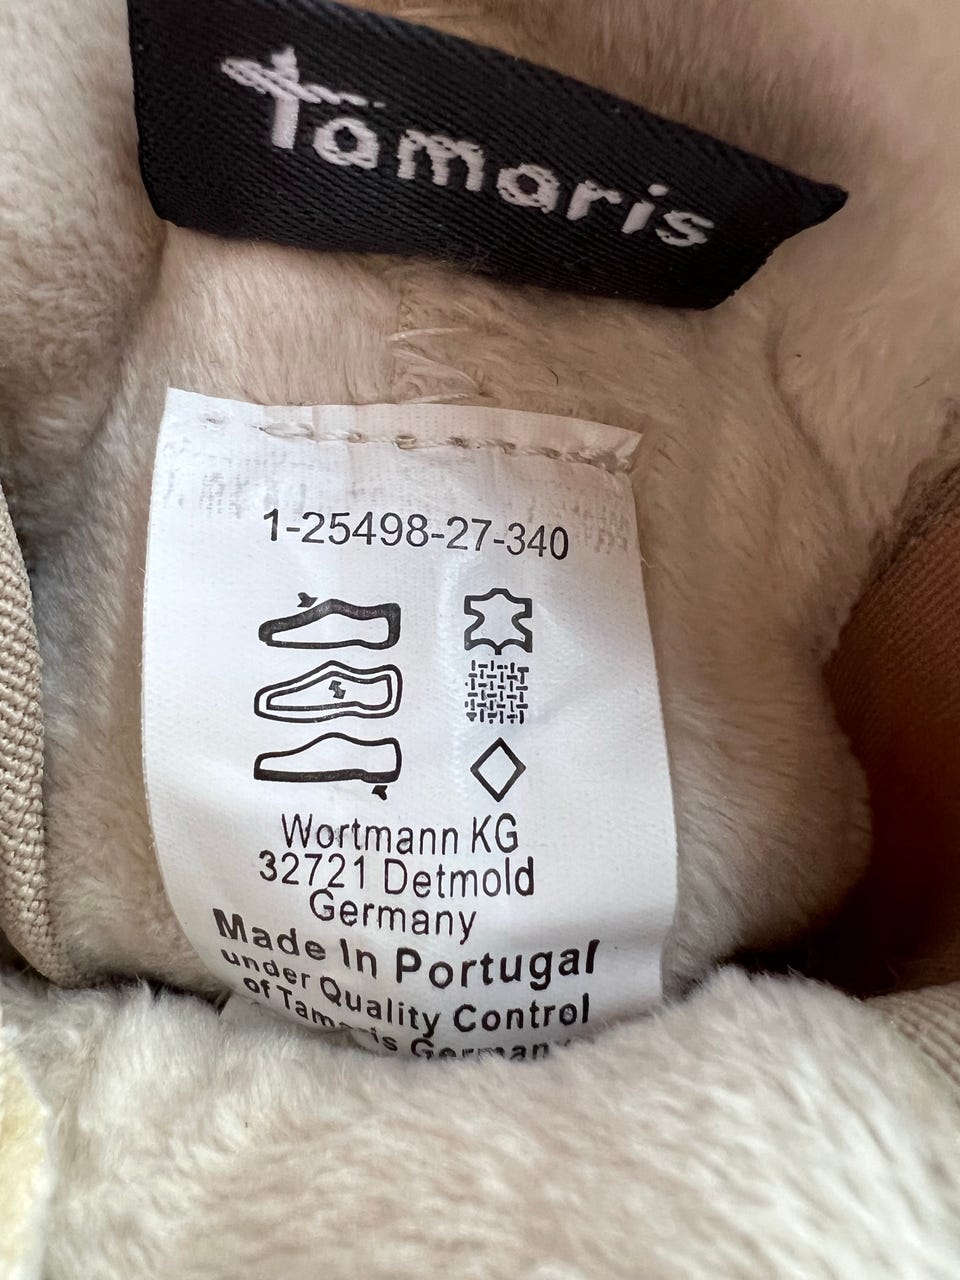 tamaris
1-25498-27-340
Wortmann KG
32721 Detmold
Germany
Made In Portugal
under Quality Control
of Tamaris Germany